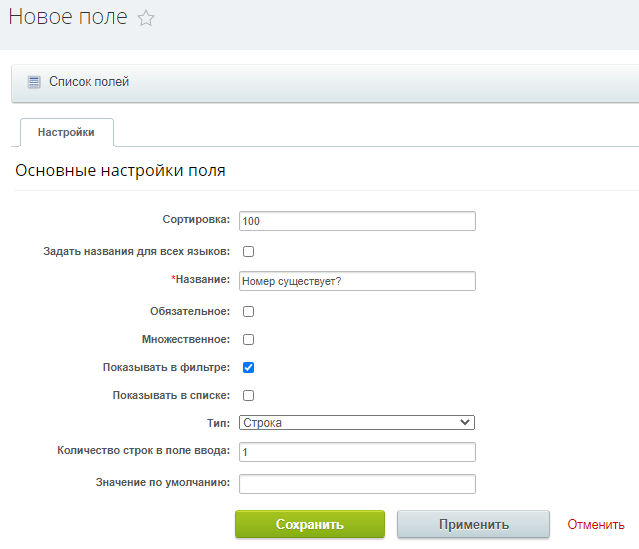 Новое поле
Список полей
Настройки
Основные настройки поля
Сортировка: 100
Задать названия для всех языков:
*Название: Номер существует?
Обязательное:
Множественное:
Показывать в фильтре:
Показывать в списке:
Тип: Строка
Количество строк в поле ввода: 1
Значение по умолчанию:
Сохранить Применить Отменить